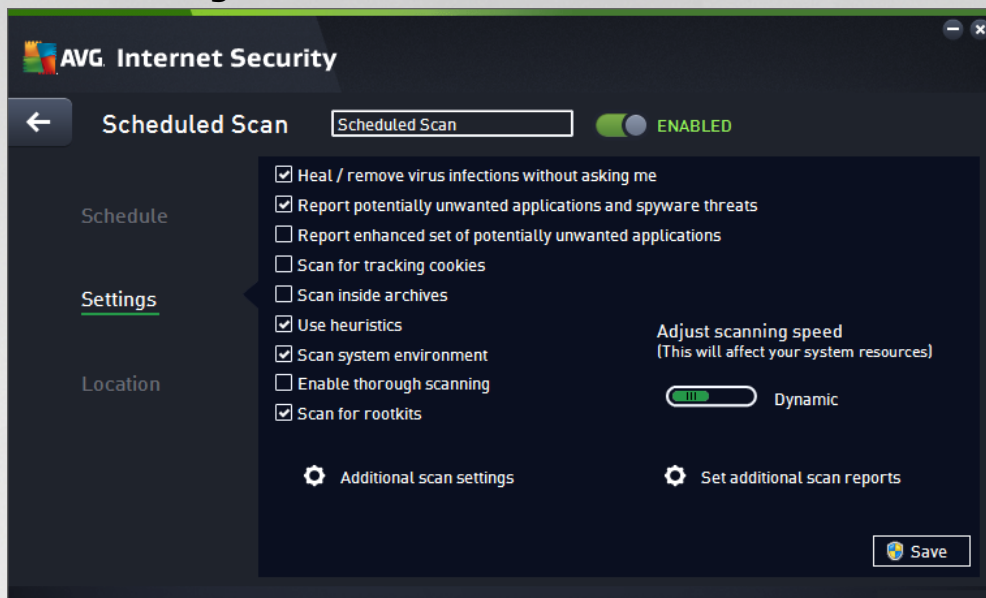 AVG. Internet Security
Scheduled Scan
Scheduled Scan
ENABLED
Schedule
Settings
Location
Heal / remove virus infections without asking me
Report potentially unwanted applications and spyware threats
Report enhanced set of potentially unwanted applications
Scan for tracking cookies
Scan inside archives
Use heuristics
Scan system environment
Enable thorough scanning
Scan for rootkits
Adjust scanning speed
(This will affect your system resources)
Dynamic
Additional scan settings
Set additional scan reports
Save